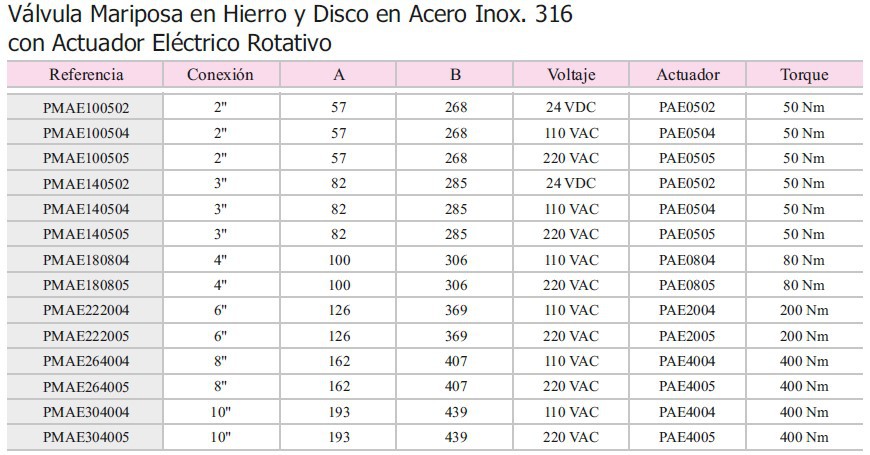 Válvula Mariposa en Hierro y Disco en Acero Inox. 316
con Actuador Eléctrico Rotativo
Referencia Conexión A B Voltaje Actuador Torque
PMAE100502 2" 57 268 24 VDC PAE0502 50 Nm
PMAE100504 2" 57 268 110 VAC PAE0504 50 Nm
PMAE100505 2" 57 268 220 VAC PAE0505 50 Nm
PMAE140502 3" 82 285 24 VDC PAE0502 50 Nm
PMAE140504 3" 82 285 110 VAC PAE0504 50 Nm
PMAE140505 3" 82 285 220 VAC PAE0505 50 Nm
PMAE180804 4" 100 306 110 VAC PAE0804 80 Nm
PMAE180805 4" 100 306 220 VAC PAE0805 80 Nm
PMAE222004 6" 126 369 110 VAC PAE2004 200 Nm
PMAE222005 6" 126 369 220 VAC PAE2005 200 Nm
PMAE264004 8" 162 407 110 VAC PAE4004 400 Nm
PMAE264005 8" 162 407 220 VAC PAE4005 400 Nm
PMAE304004 10" 193 439 110 VAC PAE4004 400 Nm
PMAE304005 10" 193 439 220 VAC PAE4005 400 Nm